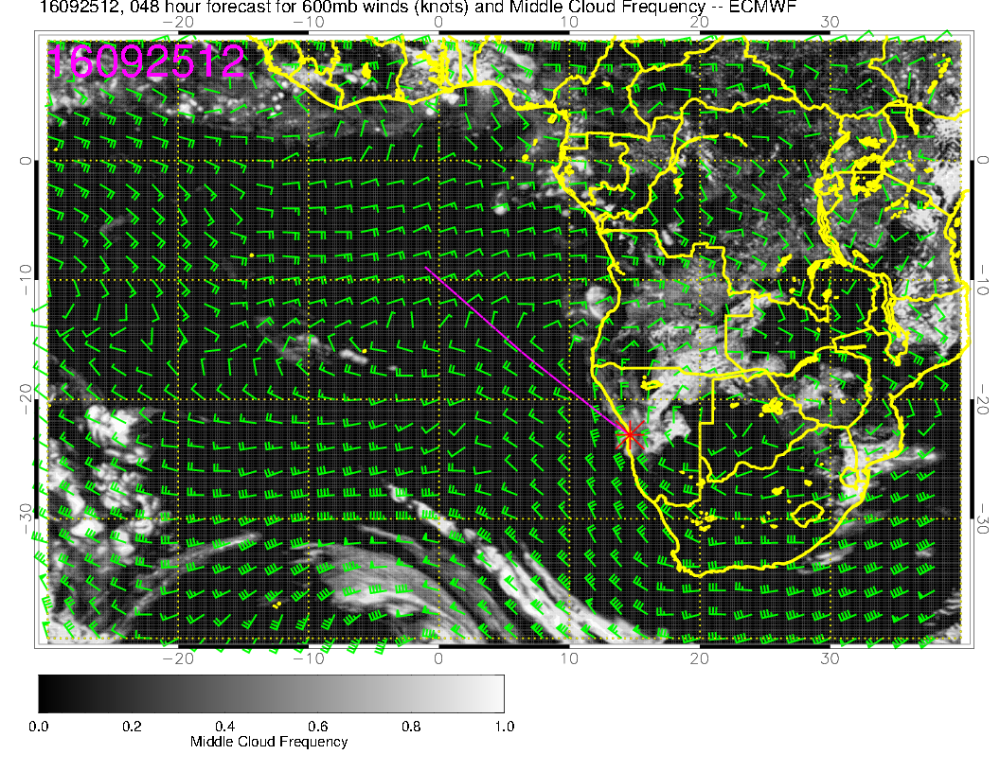 16092512, 048 hour forecast for 600mb winds (knots) and Middle Cloud Frequency -- ECMWF
-20 -10 0 10 20 30
16092512
0 0
-10 -10
-20 -20
-30 -30
-20 -10 0 10 20 30
0.0 0.2 0.4 0.6 0.8 1.0
Middle Cloud Frequency